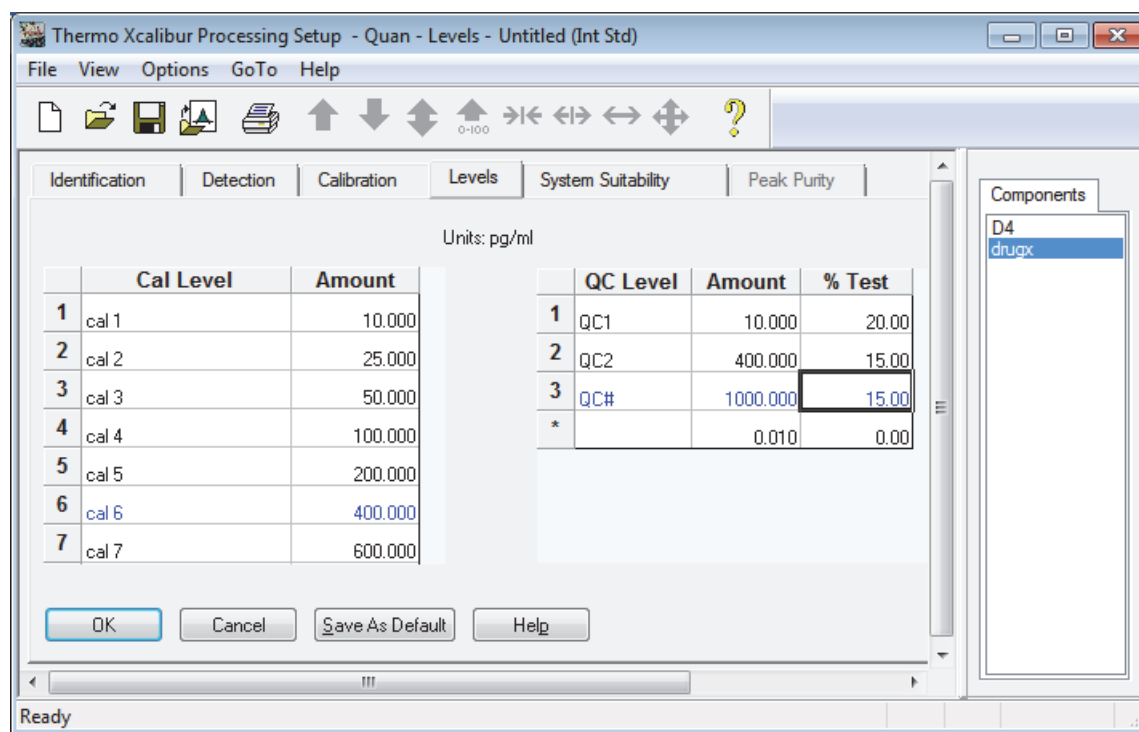 Thermo Xcalibur Processing Setup - Quan - Levels - Untitled (Int Std)
File View Options GoTo Help
0-100
Identification Detection Calibration Levels System Suitability Peak Purity
Units: pg/ml
Cal Level Amount
1 cal 1 10.000
2 cal 2 25.000
3 cal 3 50.000
4 cal 4 100.000
5 cal 5 200.000
6 cal 6 400.000
7 cal 7 600.000
QC Level Amount % Test
1 QC1 10.000 20.00
2 QC2 400.000 15.00
3 QC# 1000.000 15.00
* 0.010 0.00
OK Cancel Save As Default Help
Components
D4
drugx
Ready